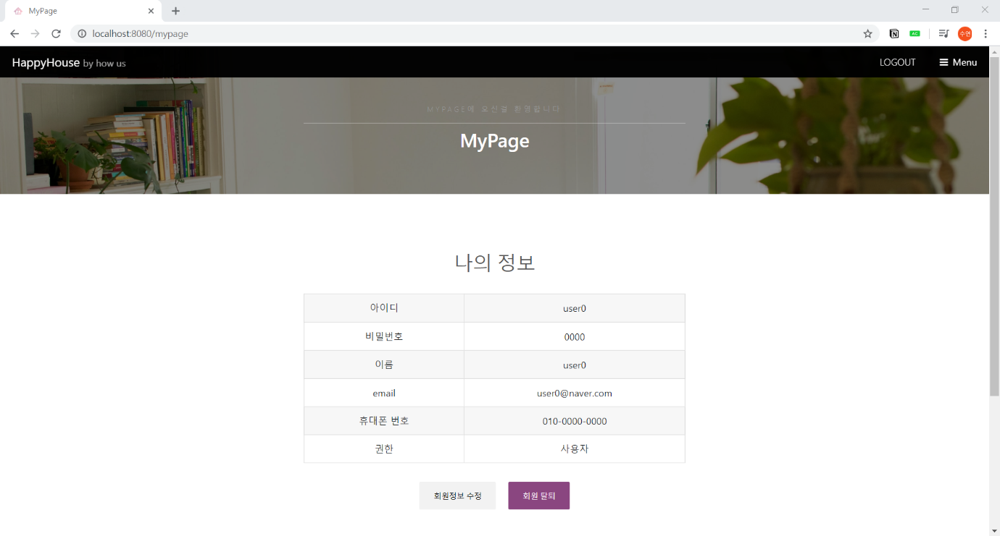 MyPage
localhost:8080/mypage
N
AC
수연
HappyHouse by how us
LOGOUT
Menu
MYPAGE에 오신걸 환영합니다
MyPage
나의 정보
아이디 user0
비밀번호 0000
이름 user0
email user0@naver.com
휴대폰 번호 010-0000-0000
권한 사용자
회원정보 수정 회원 탈퇴